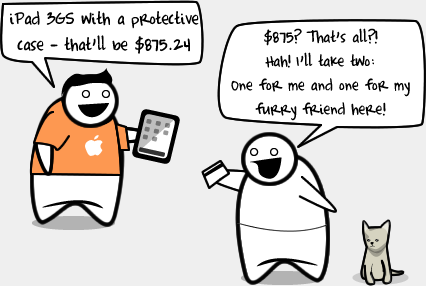 iPad 3GS with a protective
case - that'll be $875.24
$875? That's all?!
Hah! I'll take two:
One for me and one for my
furry friend here!